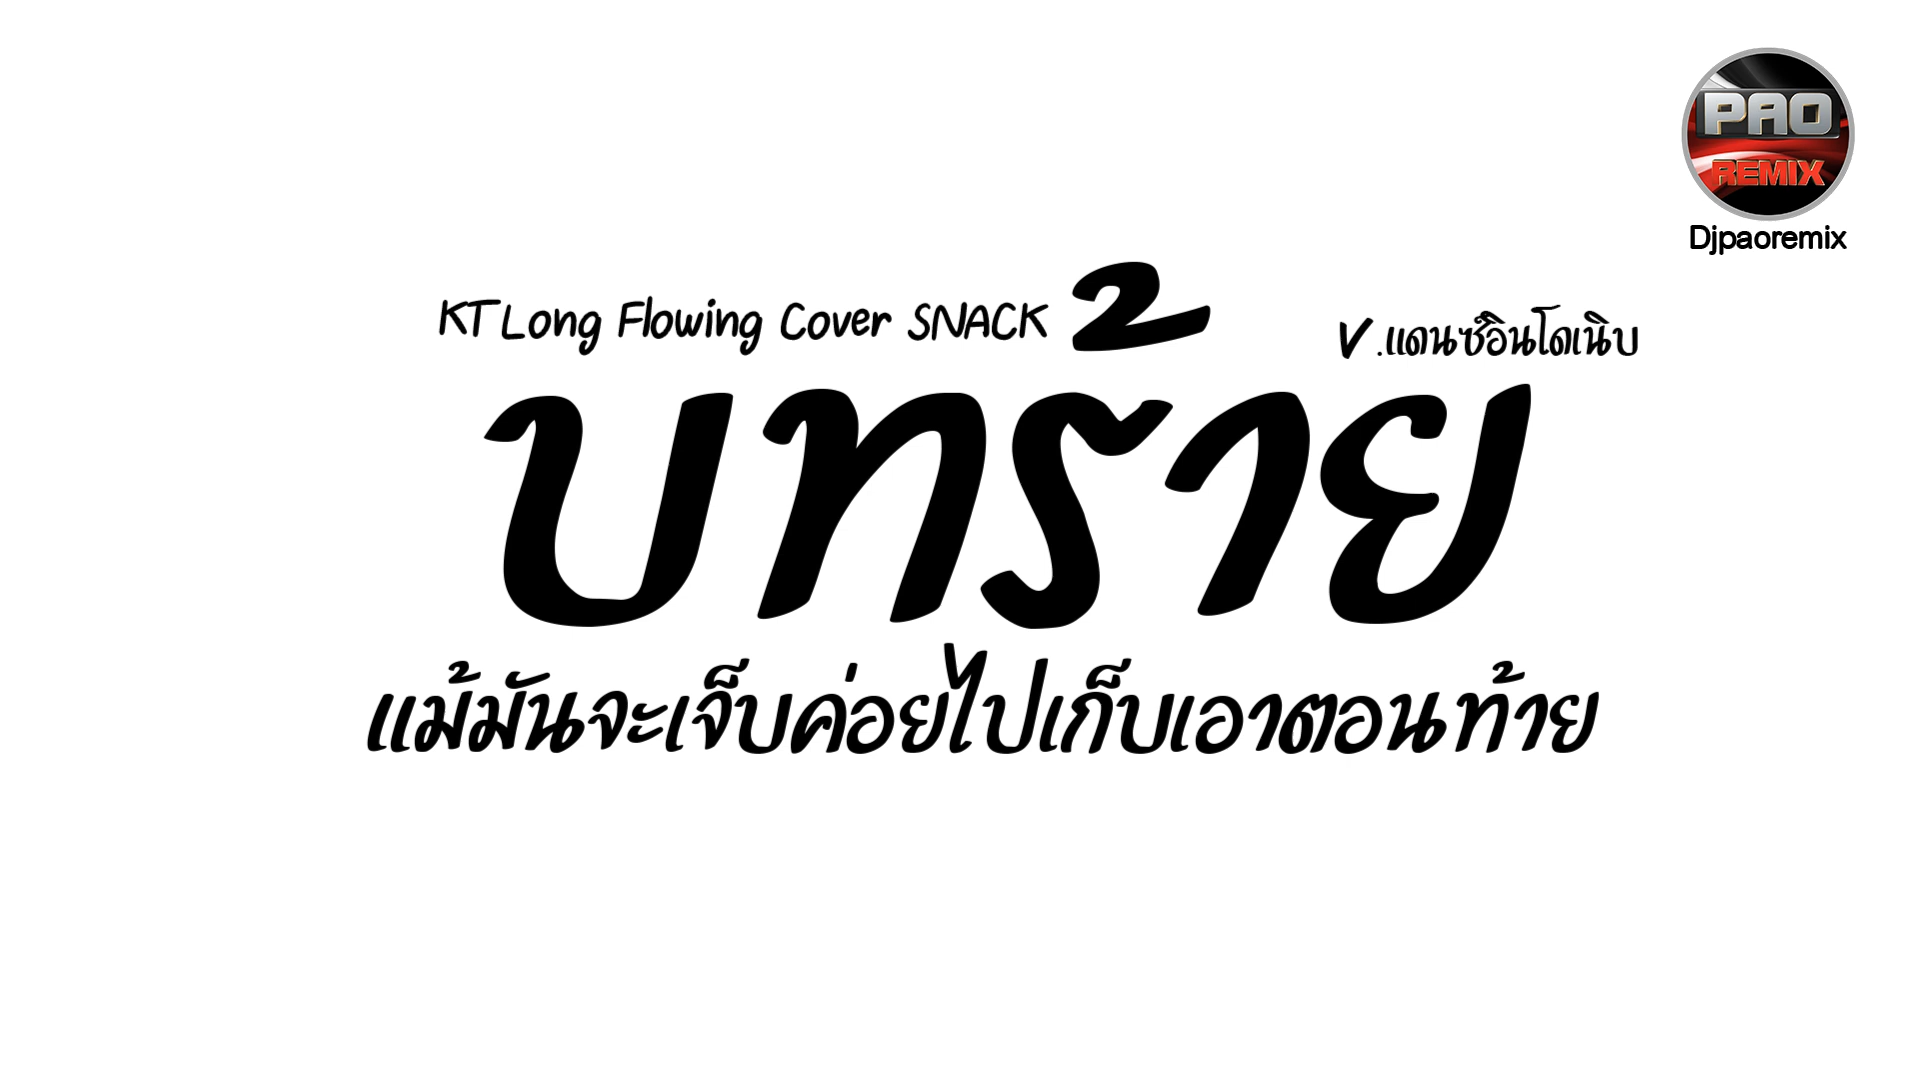 PAO
REMIX
Djpaoremix
KT Long Flowing Cover SNACK
V.แดนซ์อินโดเนิบ
บทร้าย
แม้มันจะเจ็บค่อยไปเก็บเอาตอนท้าย